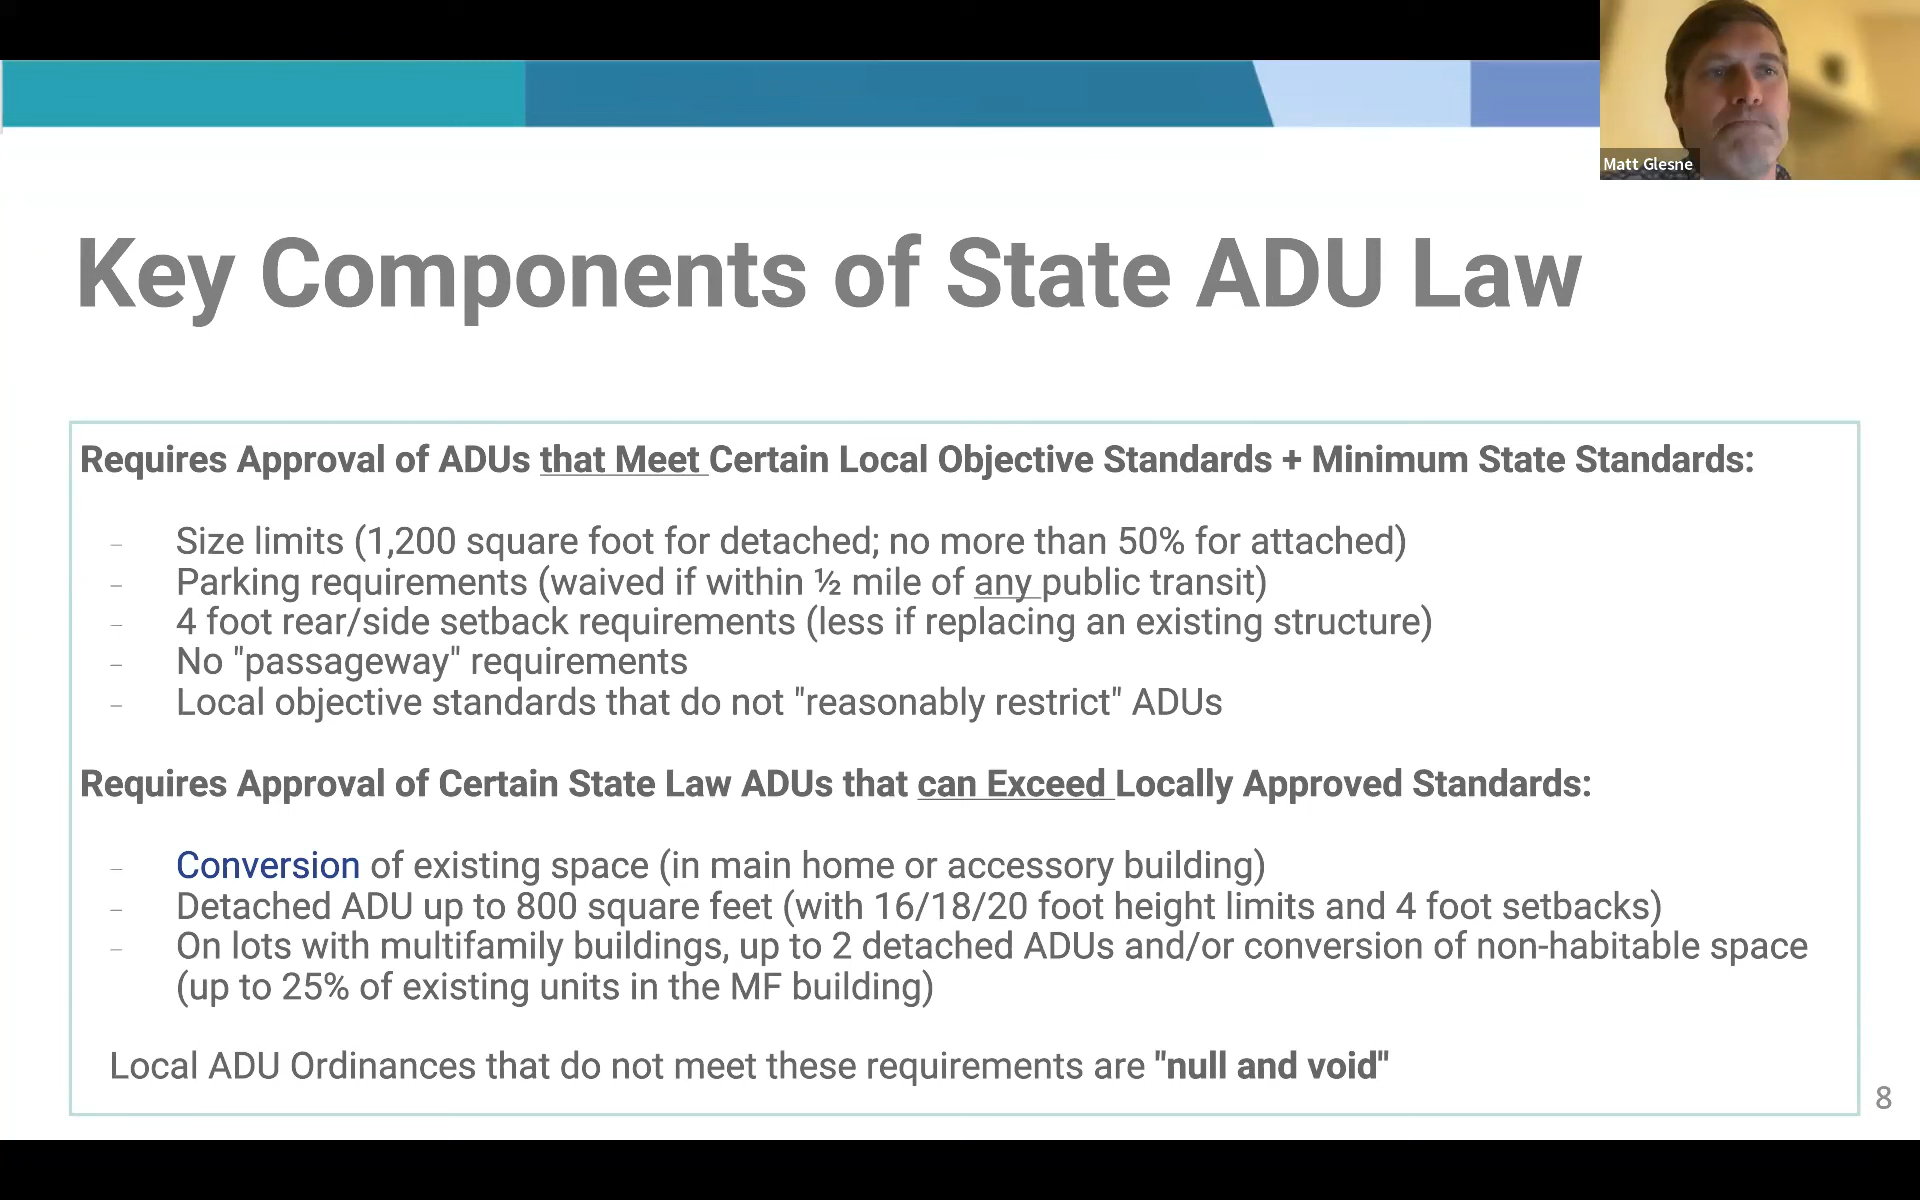 Matt Glesne
Key Components of State ADU Law
Requires Approval of ADUs that Meet Certain Local Objective Standards + Minimum State Standards:
- Size limits (1,200 square foot for detached; no more than 50% for attached)
- Parking requirements (waived if within ½ mile of any public transit)
- 4 foot rear/side setback requirements (less if replacing an existing structure)
- No "passageway" requirements
- Local objective standards that do not "reasonably restrict" ADUs
Requires Approval of Certain State Law ADUs that can Exceed Locally Approved Standards:
- Conversion of existing space (in main home or accessory building)
- Detached ADU up to 800 square feet (with 16/18/20 foot height limits and 4 foot setbacks)
- On lots with multifamily buildings, up to 2 detached ADUs and/or conversion of non-habitable space
(up to 25% of existing units in the MF building)
Local ADU Ordinances that do not meet these requirements are "null and void"
8